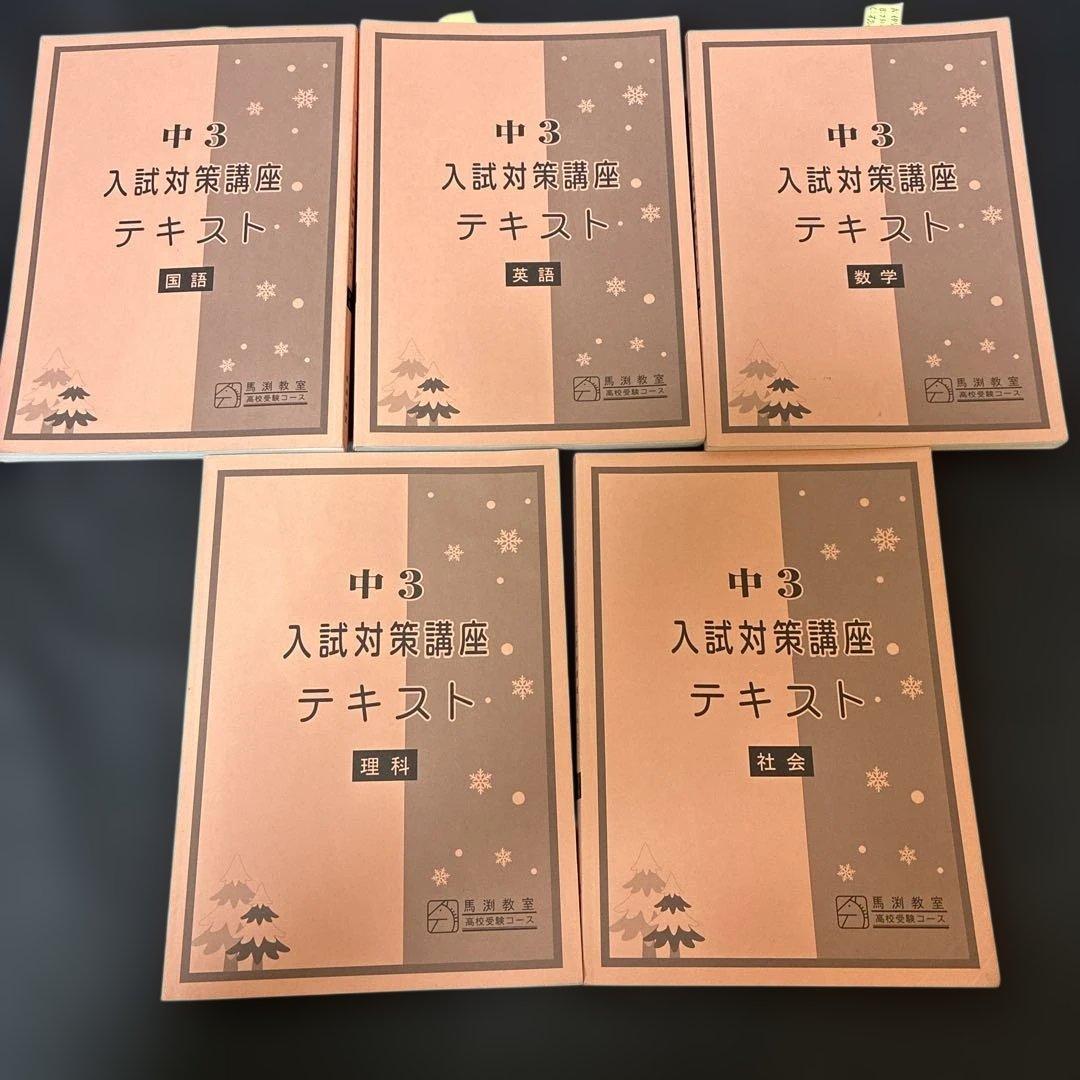 中3
入試対策講座
テキスト
国語
馬渕教室
高校受験コース
中3
入試対策講座
テキスト
英語
馬渕教室
高校受験コース
中3
入試対策講座
テキスト
数学
馬渕教室
高校受験コース
中3
入試対策講座
テキスト
理科
馬渕教室
高校受験コース
中3
入試対策講座
テキスト
社会
馬渕教室
高校受験コース